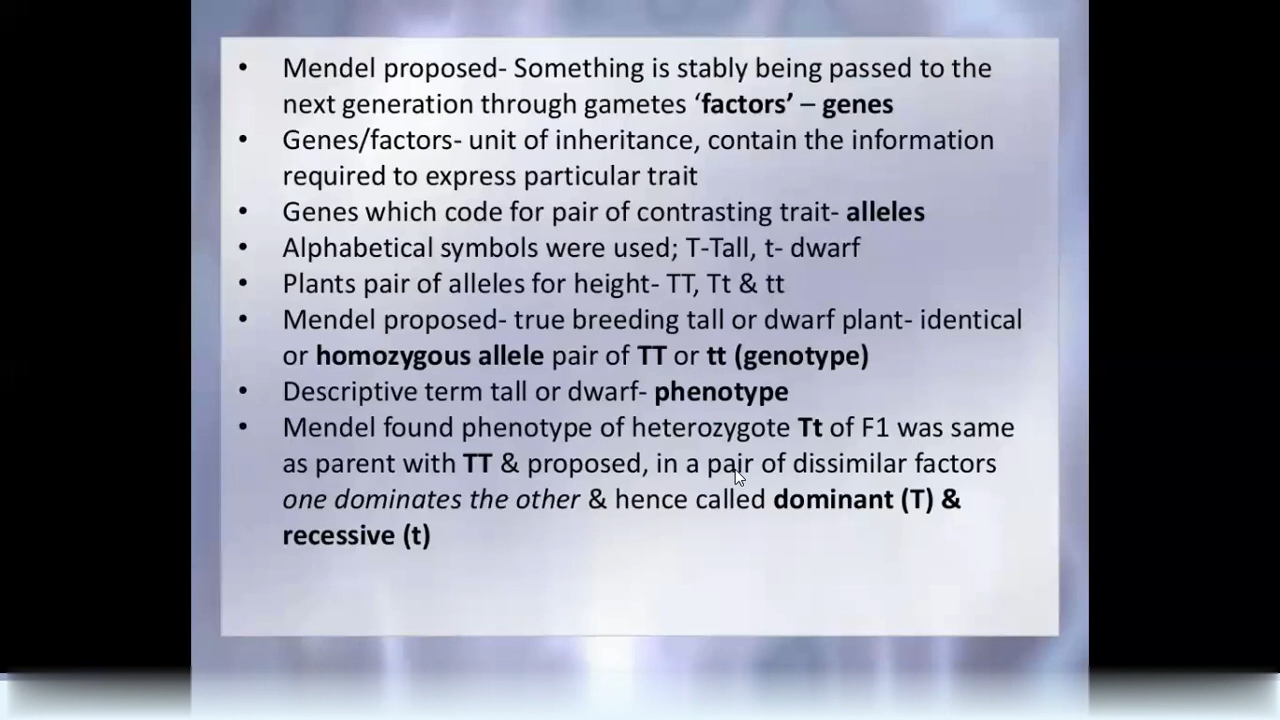 • Mendel proposed- Something is stably being passed to the
next generation through gametes ‘factors’ – genes
• Genes/factors- unit of inheritance, contain the information
required to express particular trait
• Genes which code for pair of contrasting trait- alleles
• Alphabetical symbols were used; T-Tall, t- dwarf
• Plants pair of alleles for height- TT, Tt & tt
• Mendel proposed- true breeding tall or dwarf plant- identical
or homozygous allele pair of TT or tt (genotype)
• Descriptive term tall or dwarf- phenotype
• Mendel found phenotype of heterozygote Tt of F1 was same
as parent with TT & proposed, in a pair of dissimilar factors
one dominates the other & hence called dominant (T) &
recessive (t)